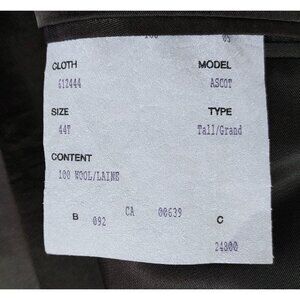 CLOTH MODEL
612444 ASCOT
SIZE TYPE
44T Tall/Grand
CONTENT
100 WOOL/LAINE
B 092 CA 00639 C
24800